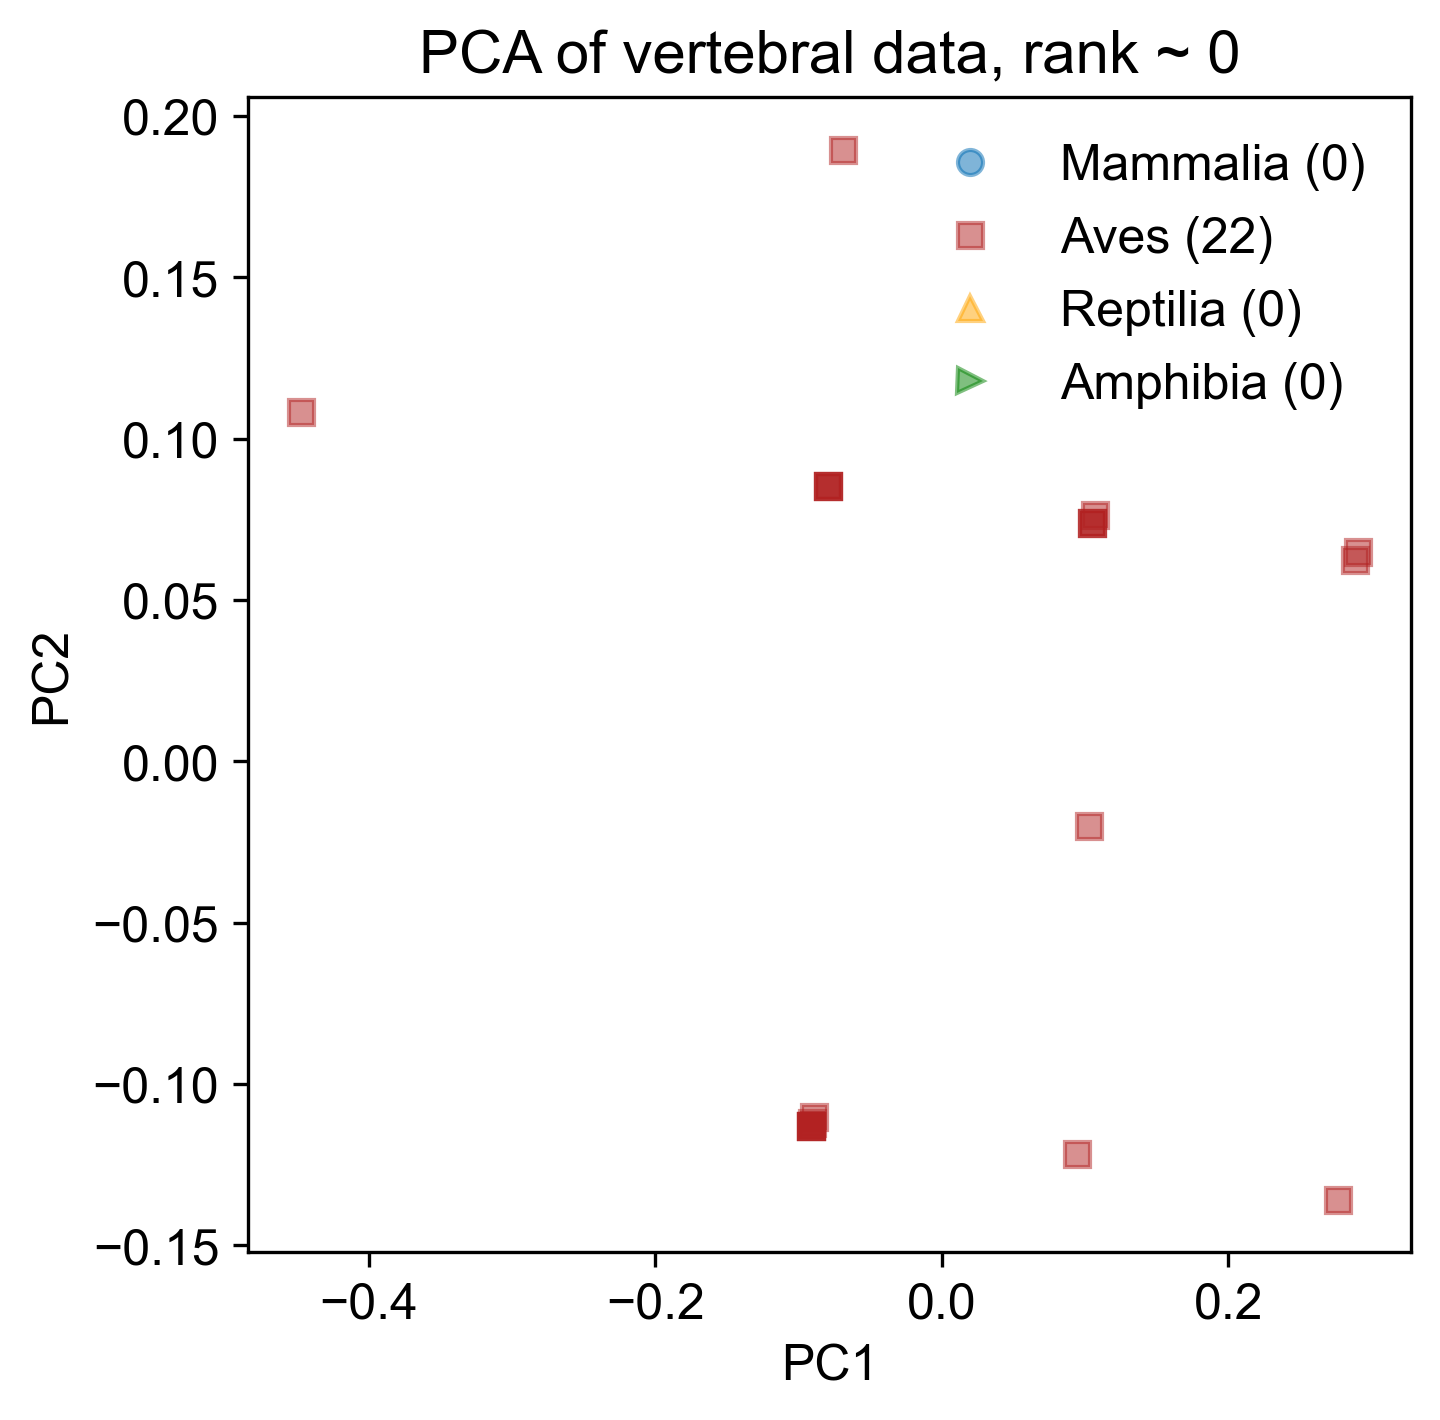 PCA of vertebral data, rank ~ 0
Mammalia (0)
Aves (22)
Reptilia (0)
Amphibia (0)
0.20
0.15
0.10
0.05
0.00
−0.05
−0.10
−0.15
PC2
−0.4
−0.2
0.0
0.2
PC1